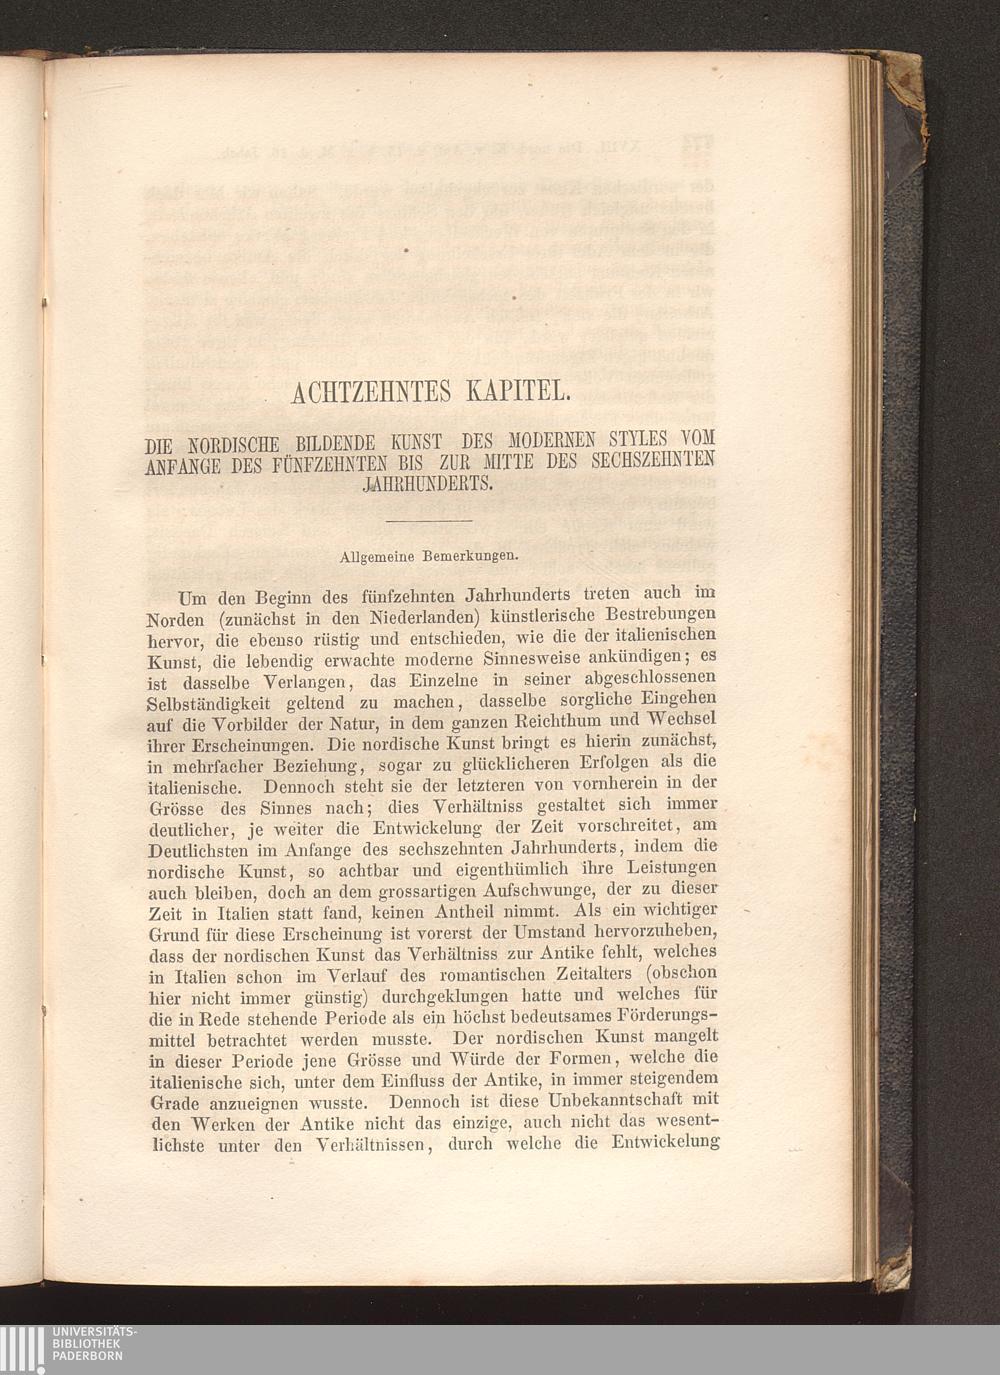 ACHTZEHNTES KAPITEL.
DIE NORDISCHE BILDENDE KUNST DES MODERNEN STYLES VOM
ANFANGE DES FÜNFZEHNTEN BIS ZUR MITTE DES SECHSZEHNTEN
JAHRHUNDERTS.
Allgemeine Bemerkungen.
Um den Beginn des fünfzehnten Jahrhunderts treten auch im
Norden (zunächst in den Niederlanden) künstlerische Bestrebungen
hervor, die ebenso rüstig und entschieden, wie die der italienischen
Kunst, die lebendig erwachte moderne Sinnesweise ankündigen; es
ist dasselbe Verlangen, das Einzelne in seiner abgeschlossenen
Selbständigkeit geltend zu machen, dasselbe sorgliche Eingehen
auf die Vorbilder der Natur, in dem ganzen Reichthum und Wechsel
ihrer Erscheinungen. Die nordische Kunst bringt es hierin zunächst,
in mehrfacher Beziehung, sogar zu glücklicheren Erfolgen als die
italienische. Dennoch steht sie der letzteren von vornherein in der
Grösse des Sinnes nach; dies Verhältniss gestaltet sich immer
deutlicher, je weiter die Entwickelung der Zeit vorschreitet, am
Deutlichsten im Anfange des sechszehnten Jahrhunderts, indem die
nordische Kunst, so achtbar und eigenthümlich ihre Leistungen
auch bleiben, doch an dem grossartigen Aufschwunge, der zu dieser
Zeit in Italien statt fand, keinen Antheil nimmt. Als ein wichtiger
Grund für diese Erscheinung ist vorerst der Umstand hervorzuheben,
dass der nordischen Kunst das Verhältniss zur Antike fehlt, welches
in Italien schon im Verlauf des romantischen Zeitalters (obschon
hier nicht immer günstig) durchgeklungen hatte und welches für
die in Rede stehende Periode als ein höchst bedeutsames Förderungs-
mittel betrachtet werden musste. Der nordischen Kunst mangelt
in dieser Periode jene Grösse und Würde der Formen, welche die
italienische sich, unter dem Einfluss der Antike, in immer steigendem
Grade anzueignen wusste. Dennoch ist diese Unbekanntschaft mit
den Werken der Antike nicht das einzige, auch nicht das wesent-
lichste unter den Verhältnissen, durch welche die Entwickelung
UNIVERSITÄTS-
BIBLIOTHEK
PADERBORN